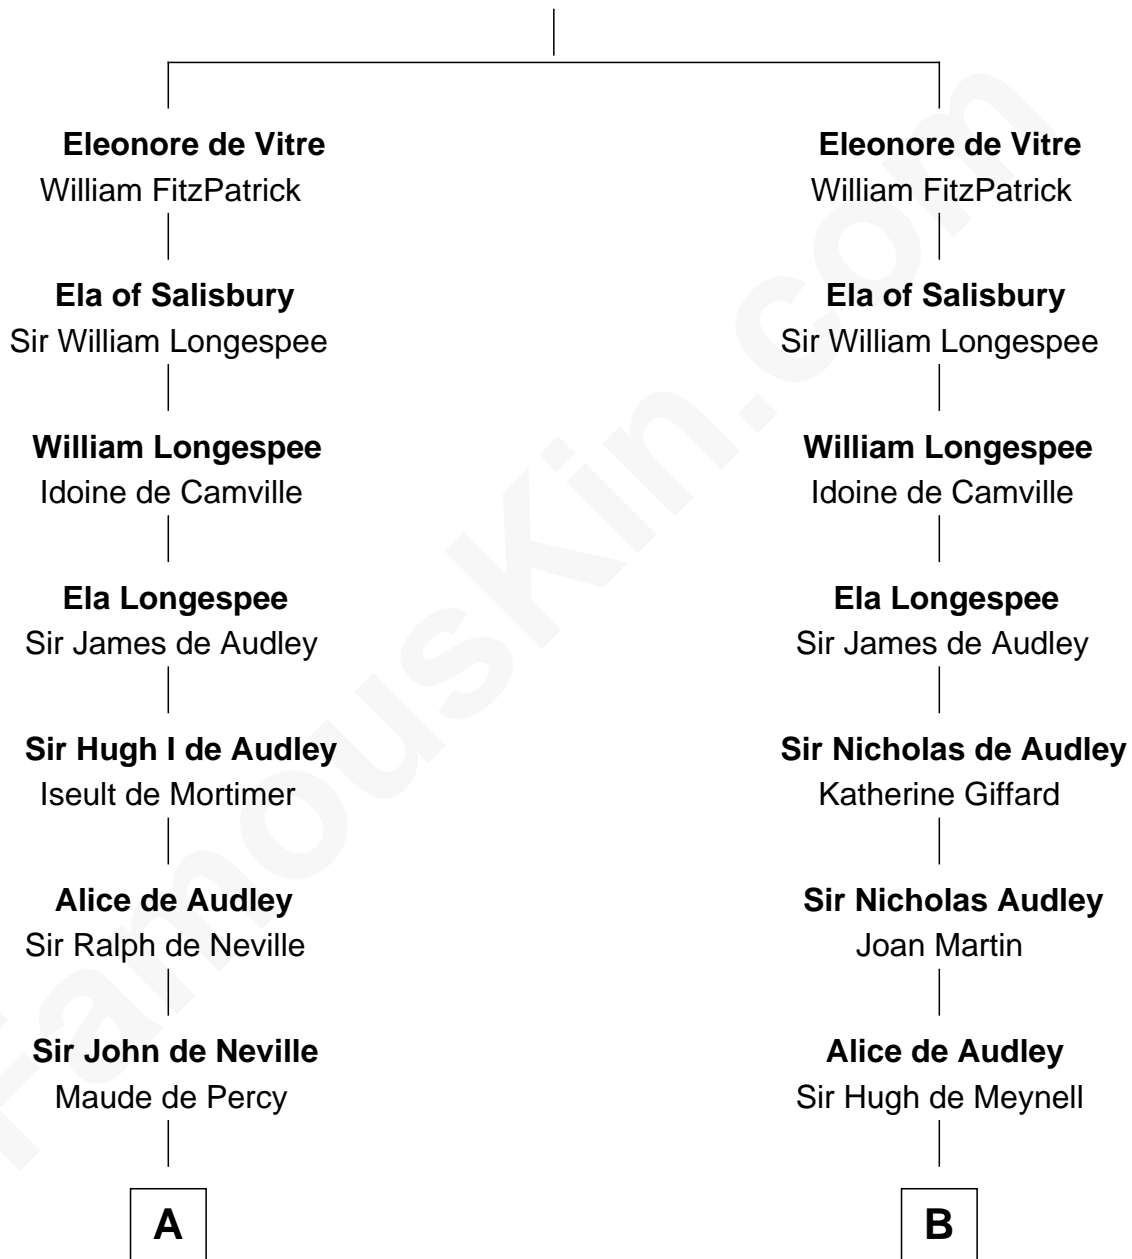 Eleonore de Vitre
William FitzPatrick
Ela of Salisbury
Sir William Longespee
William Longespee
Idoine de Camville
Ela Longespee
Sir James de Audley
Sir Hugh I de Audley
Iseult de Mortimer
Alice de Audley
Sir Ralph de Neville
Sir John de Neville
Maude de Percy
A
Eleonore de Vitre
William FitzPatrick
Ela of Salisbury
Sir William Longespee
William Longespee
Idoine de Camville
Ela Longespee
Sir James de Audley
Sir Nicholas de Audley
Katherine Giffard
Sir Nicholas Audley
Joan Martin
Alice de Audley
Sir Hugh de Meynell
B
FamousKin.com